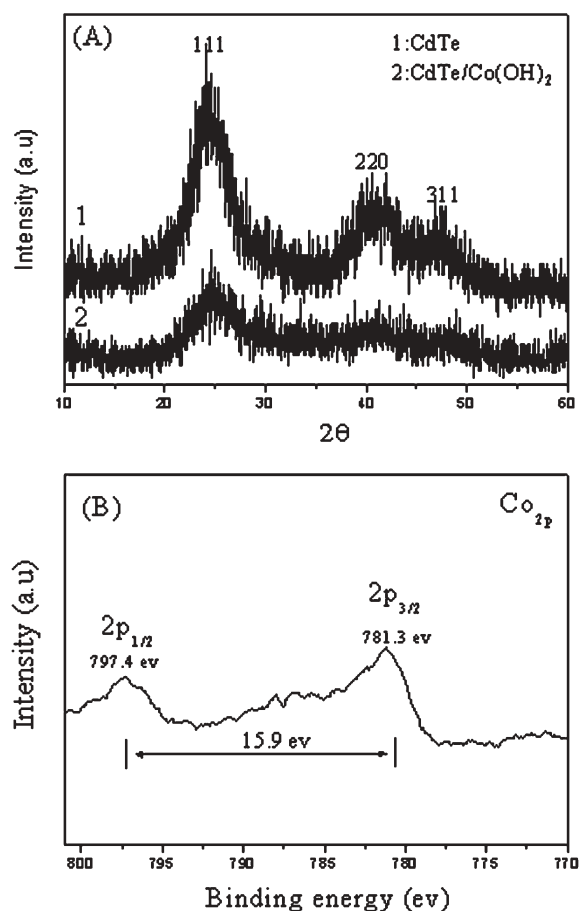 (A)
111
1:CdTe
2:CdTe/Co(OH)₂
220
311
1
2
Intensity (a.u)
10 20 30 40 50 60
2θ
(B)
Co₂ₚ
2p₃/₂
781.3 ev
2p₁/₂
797.4 ev
15.9 ev
Intensity (a.u)
800 795 790 785 780 775 770
Binding energy (ev)